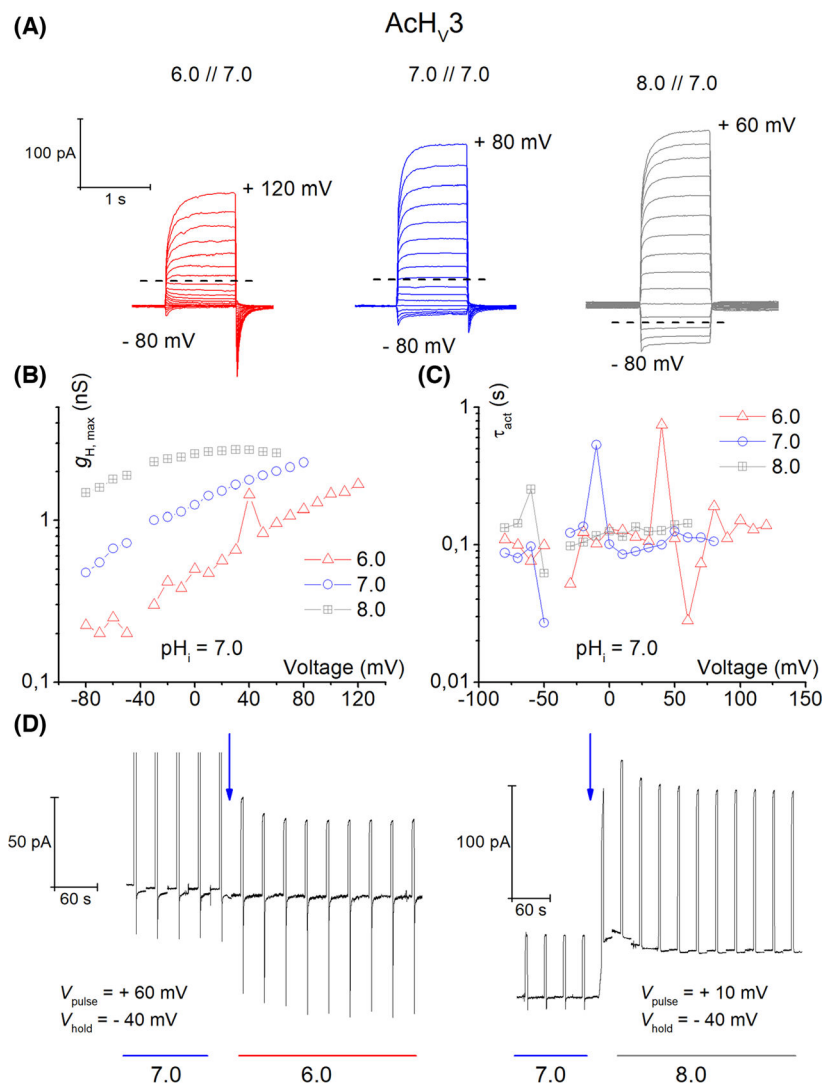 (A)
AcH_V3
6.0 // 7.0
7.0 // 7.0
8.0 // 7.0
100 pA
1 s
+ 120 mV
+ 80 mV
+ 60 mV
- 80 mV
- 80 mV
- 80 mV
(B)
g_H, max (nS)
1
0,1
6.0
7.0
8.0
pH_i = 7.0
Voltage (mV)
-80 -40 0 40 80 120
(C)
τ_act (s)
1
0,1
0,01
6.0
7.0
8.0
pH_i = 7.0
Voltage (mV)
-100 -50 0 50 100 150
(D)
50 pA
60 s
V_pulse = + 60 mV
V_hold = - 40 mV
7.0
6.0
100 pA
60 s
V_pulse = + 10 mV
V_hold = - 40 mV
7.0
8.0